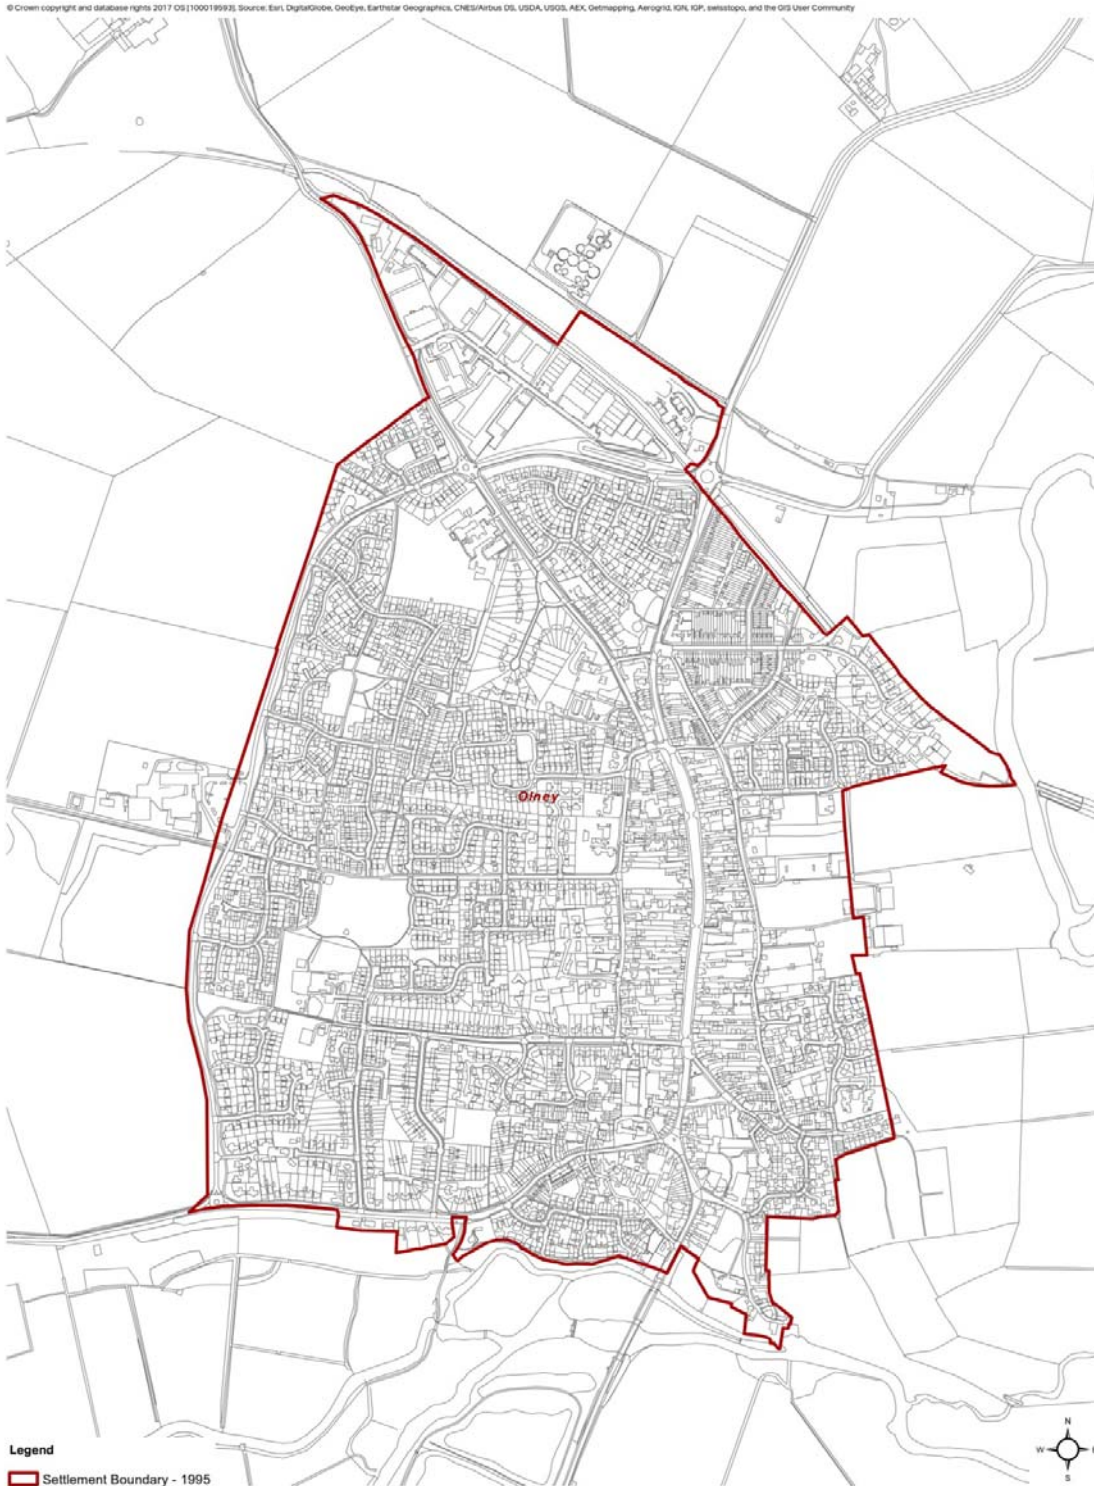 © Crown copyright and database rights 2017 OS [100019593]. Source: Esri, DigitalGlobe, GeoEye, Earthstar Geographics, CNES/Airbus DS, USDA, USGS, AEX, Getmapping, Aerogrid, IGN, IGP, swisstopo, and the GIS User Community
Olney
N
W
S
Legend
Settlement Boundary - 1995